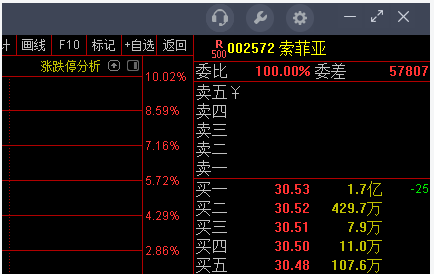 计 画线 F10 标记 +自选 返回
R
500 002572 索菲亚
涨跌停分析
10.02%
8.59%
7.16%
5.72%
4.29%
2.86%
委比 100.00% 委差 57807
卖五 ¥
卖四
卖三
卖二
卖一
买一 30.53 1.7亿 -25
买二 30.52 429.7万
买三 30.51 7.9万
买四 30.50 11.0万
买五 30.48 107.6万